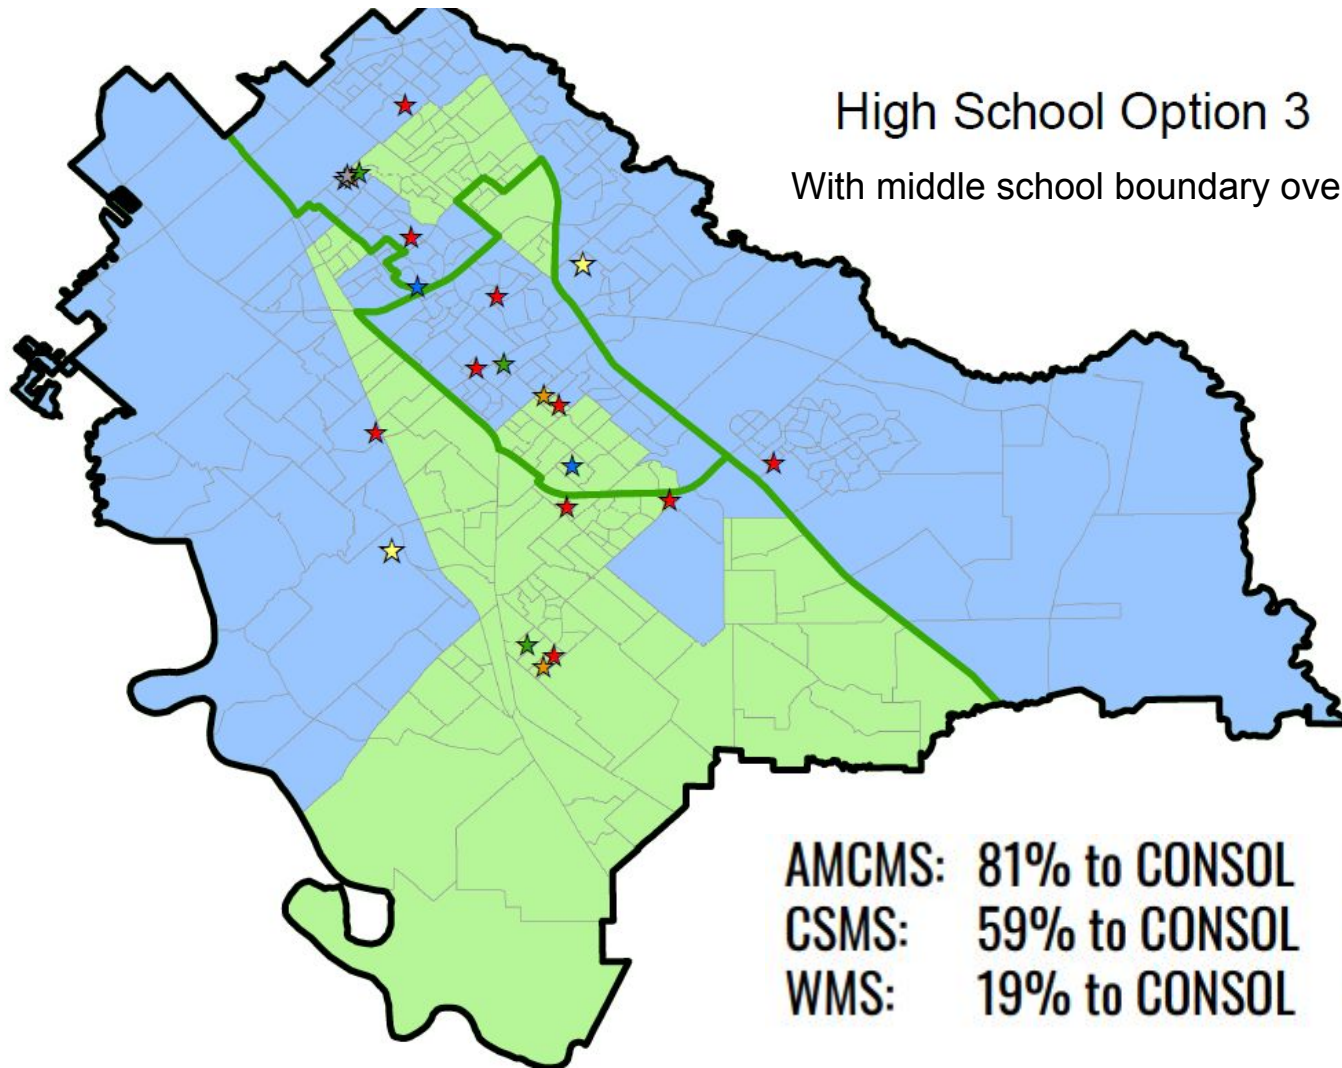 High School Option 3
With middle school boundary ove
AMCMS: 81% to CONSOL
CSMS: 59% to CONSOL
WMS: 19% to CONSOL